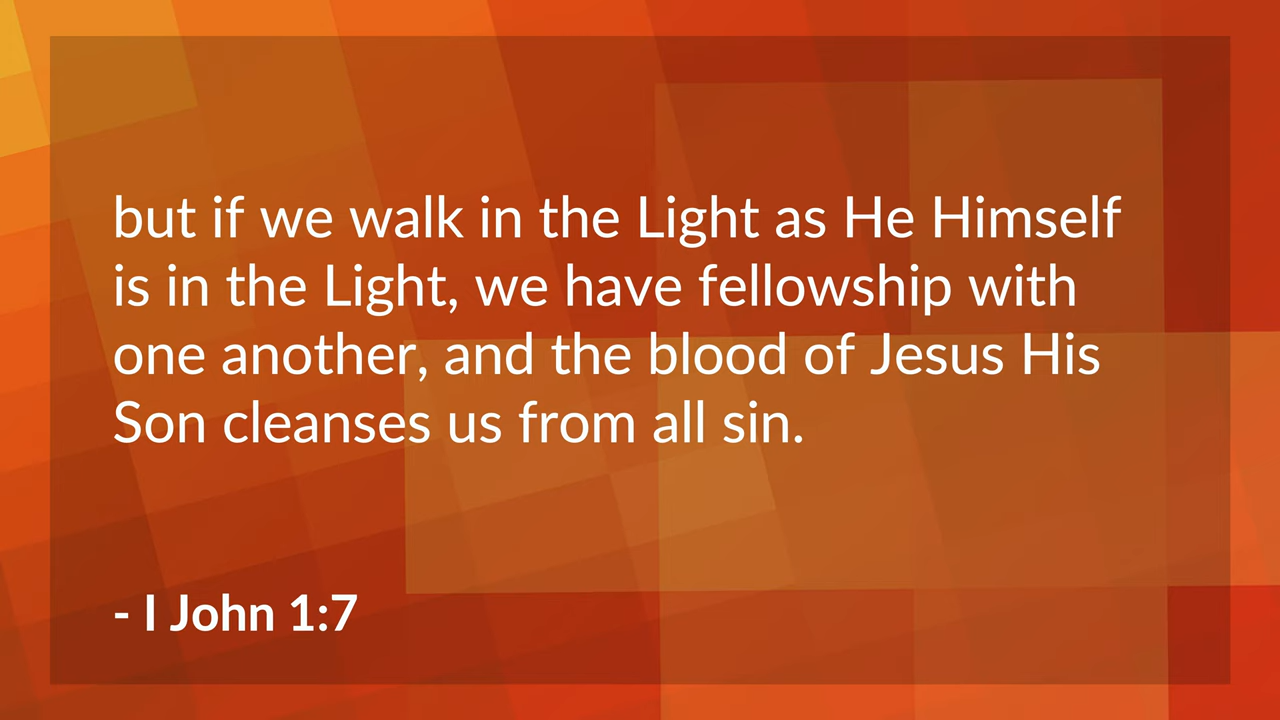 but if we walk in the Light as He Himself
is in the Light, we have fellowship with
one another, and the blood of Jesus His
Son cleanses us from all sin.
- I John 1:7